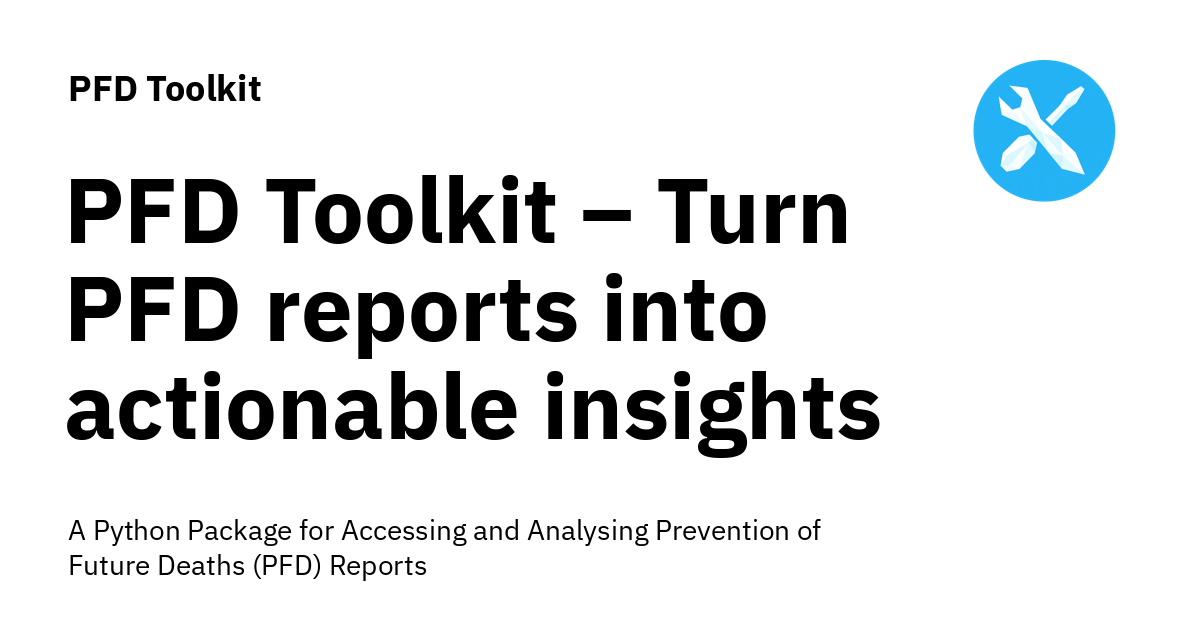 PFD Toolkit
PFD Toolkit – Turn
PFD reports into
actionable insights
A Python Package for Accessing and Analysing Prevention of
Future Deaths (PFD) Reports